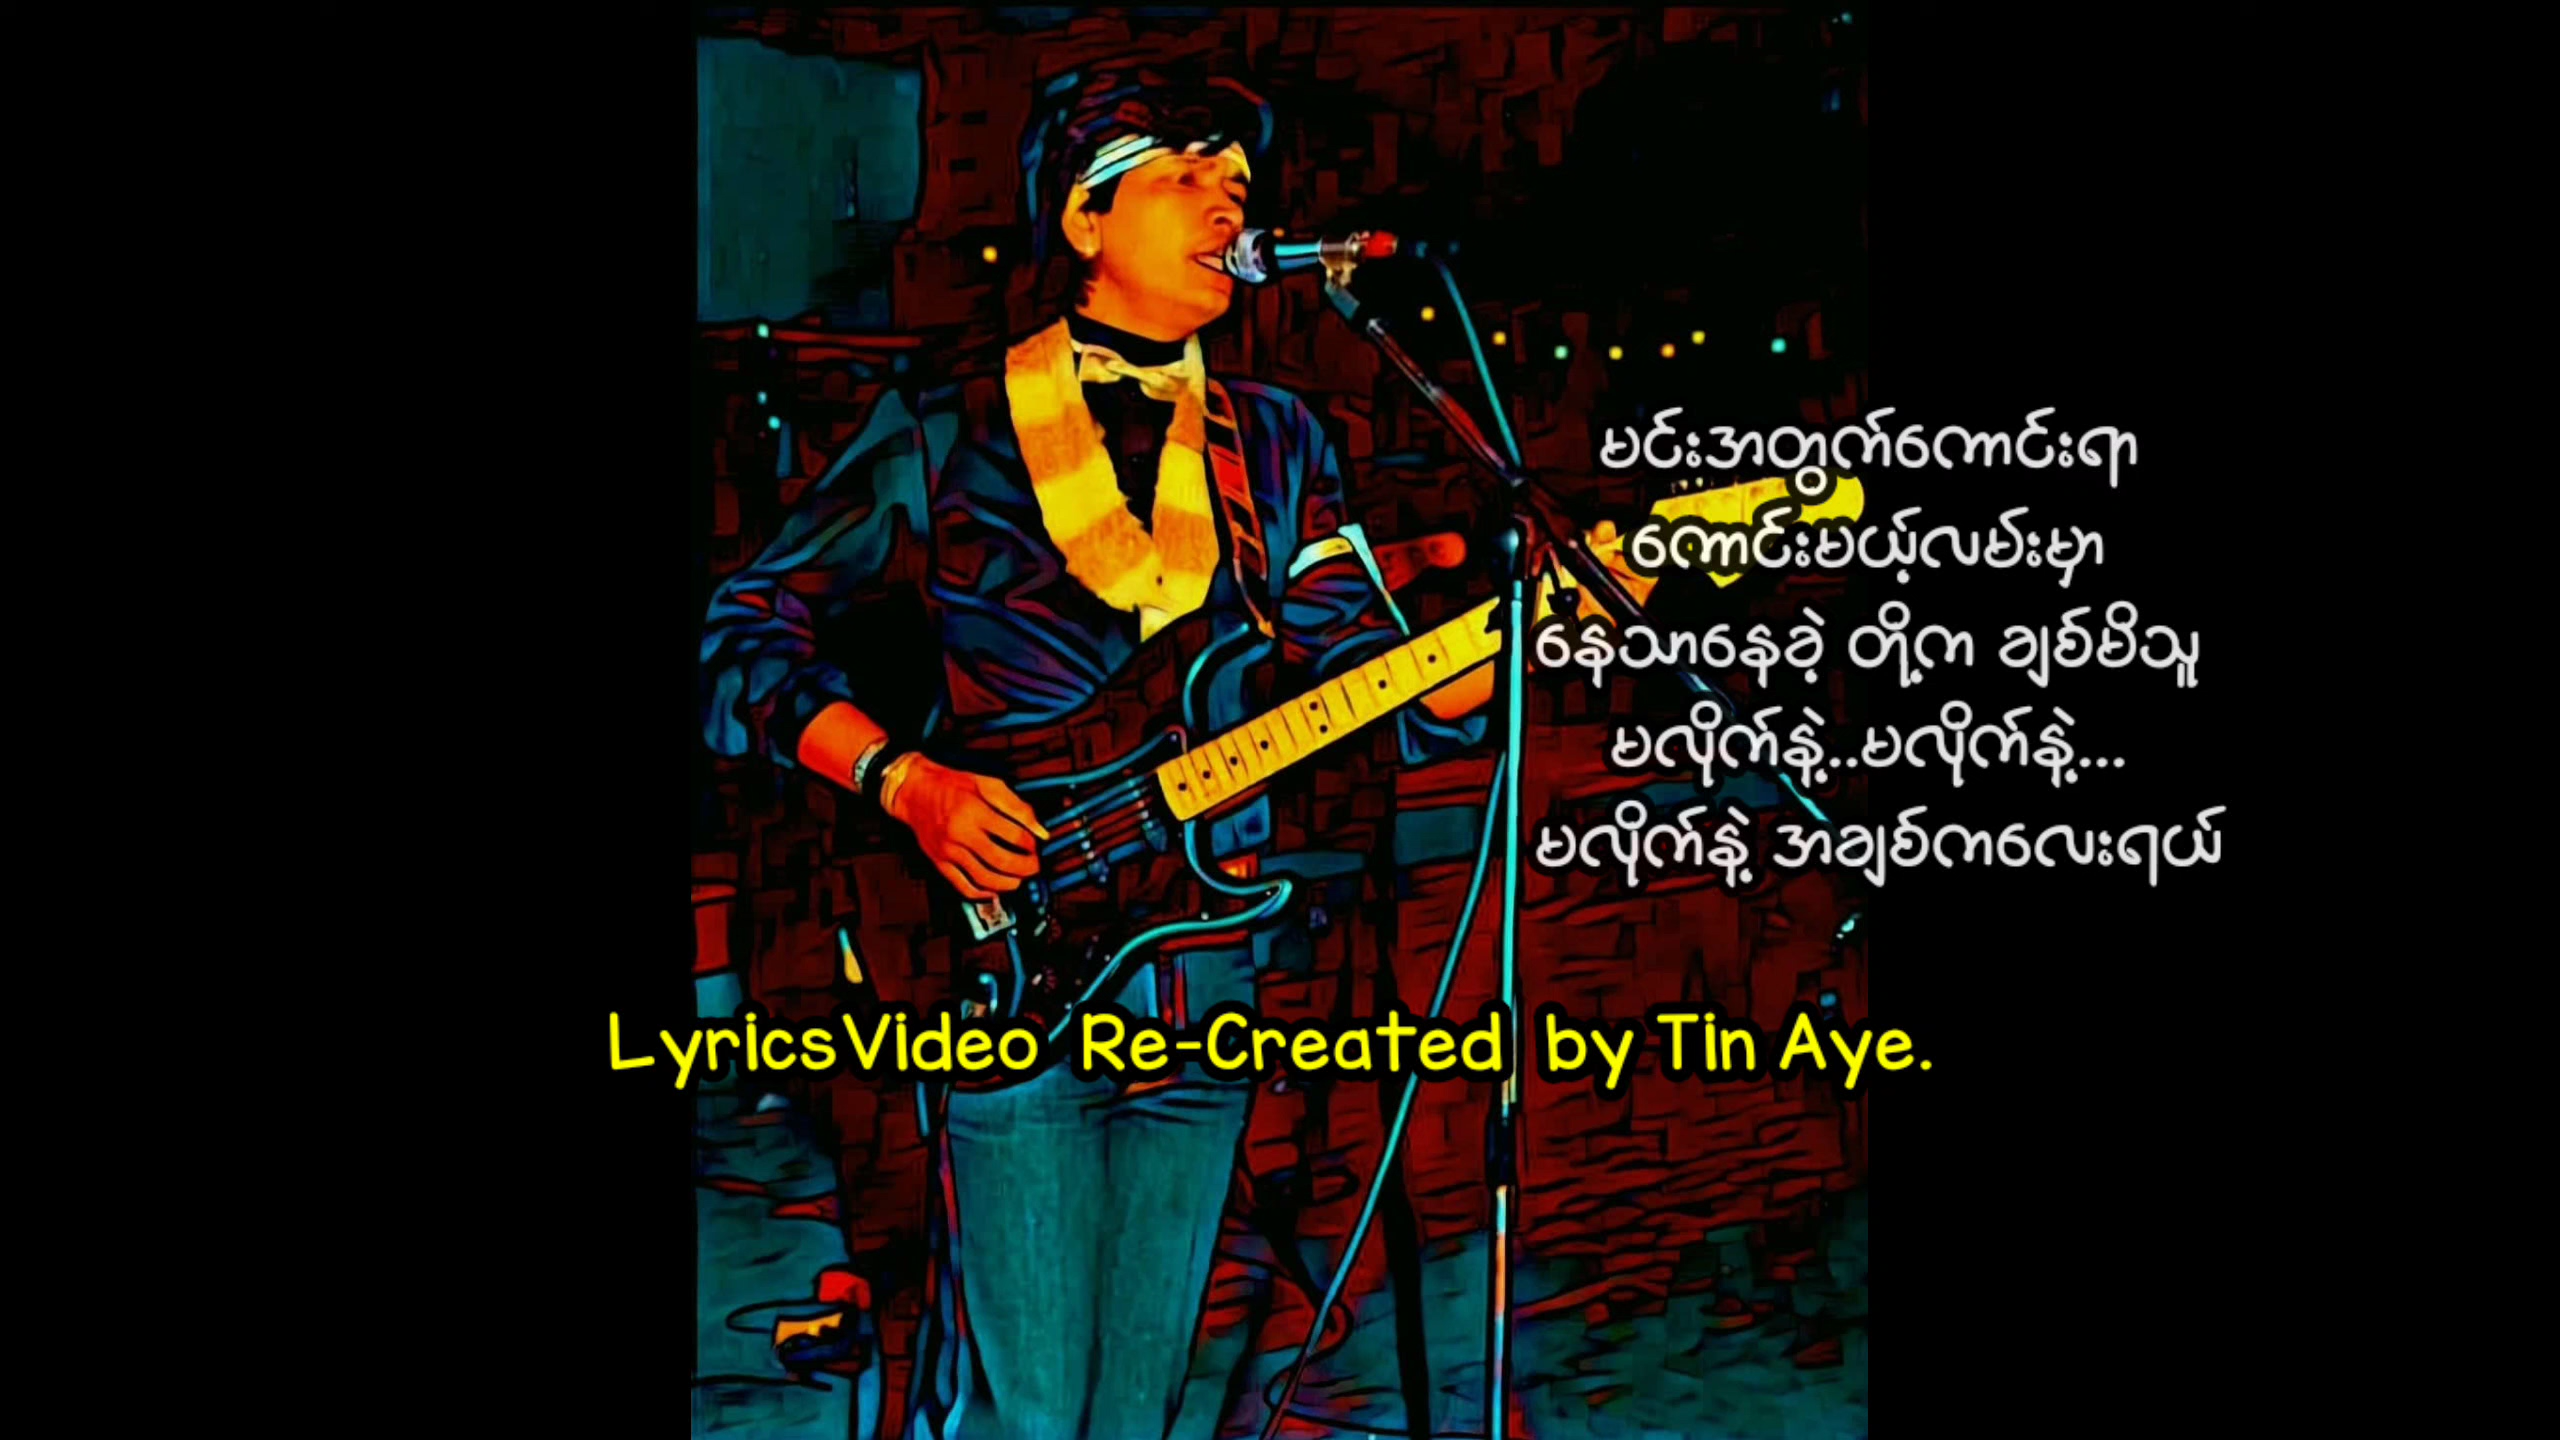 မင်းအတွက်ကောင်းရာ
ကောင်းမယ့်လမ်းမှာ
နေသာနေခဲ့ တို့က ချစ်မိသူ
မလိုက်နဲ့..မလိုက်နဲ့...
မလိုက်နဲ့ အချစ်ကလေးရယ်
LyricsVideo Re-Created by Tin Aye.